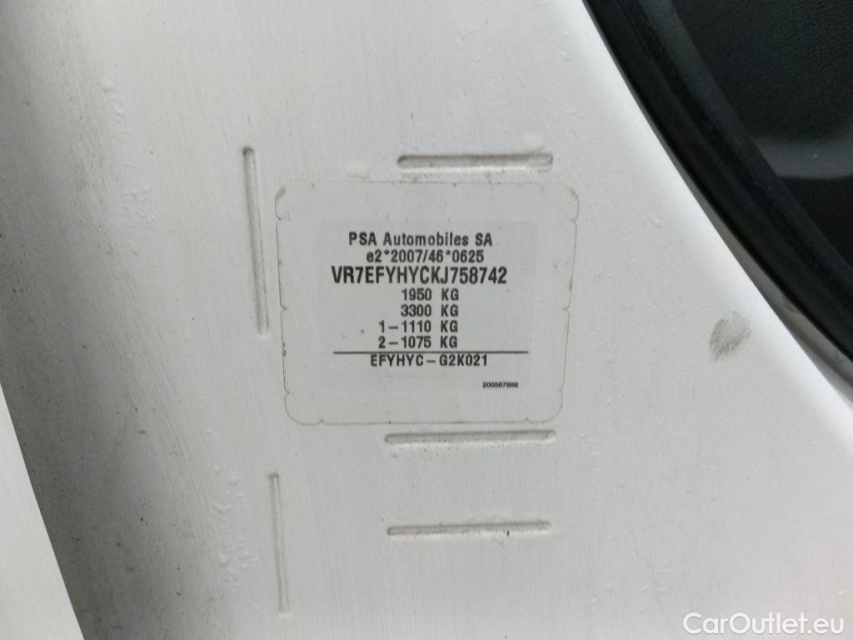 PSA Automobiles SA
e2*2007/46*0625
VR7EFYHYCKJ758742
1950 KG
3300 KG
1-1110 KG
2-1075 KG
EFYHYC-G2K021
CarOutlet.eu